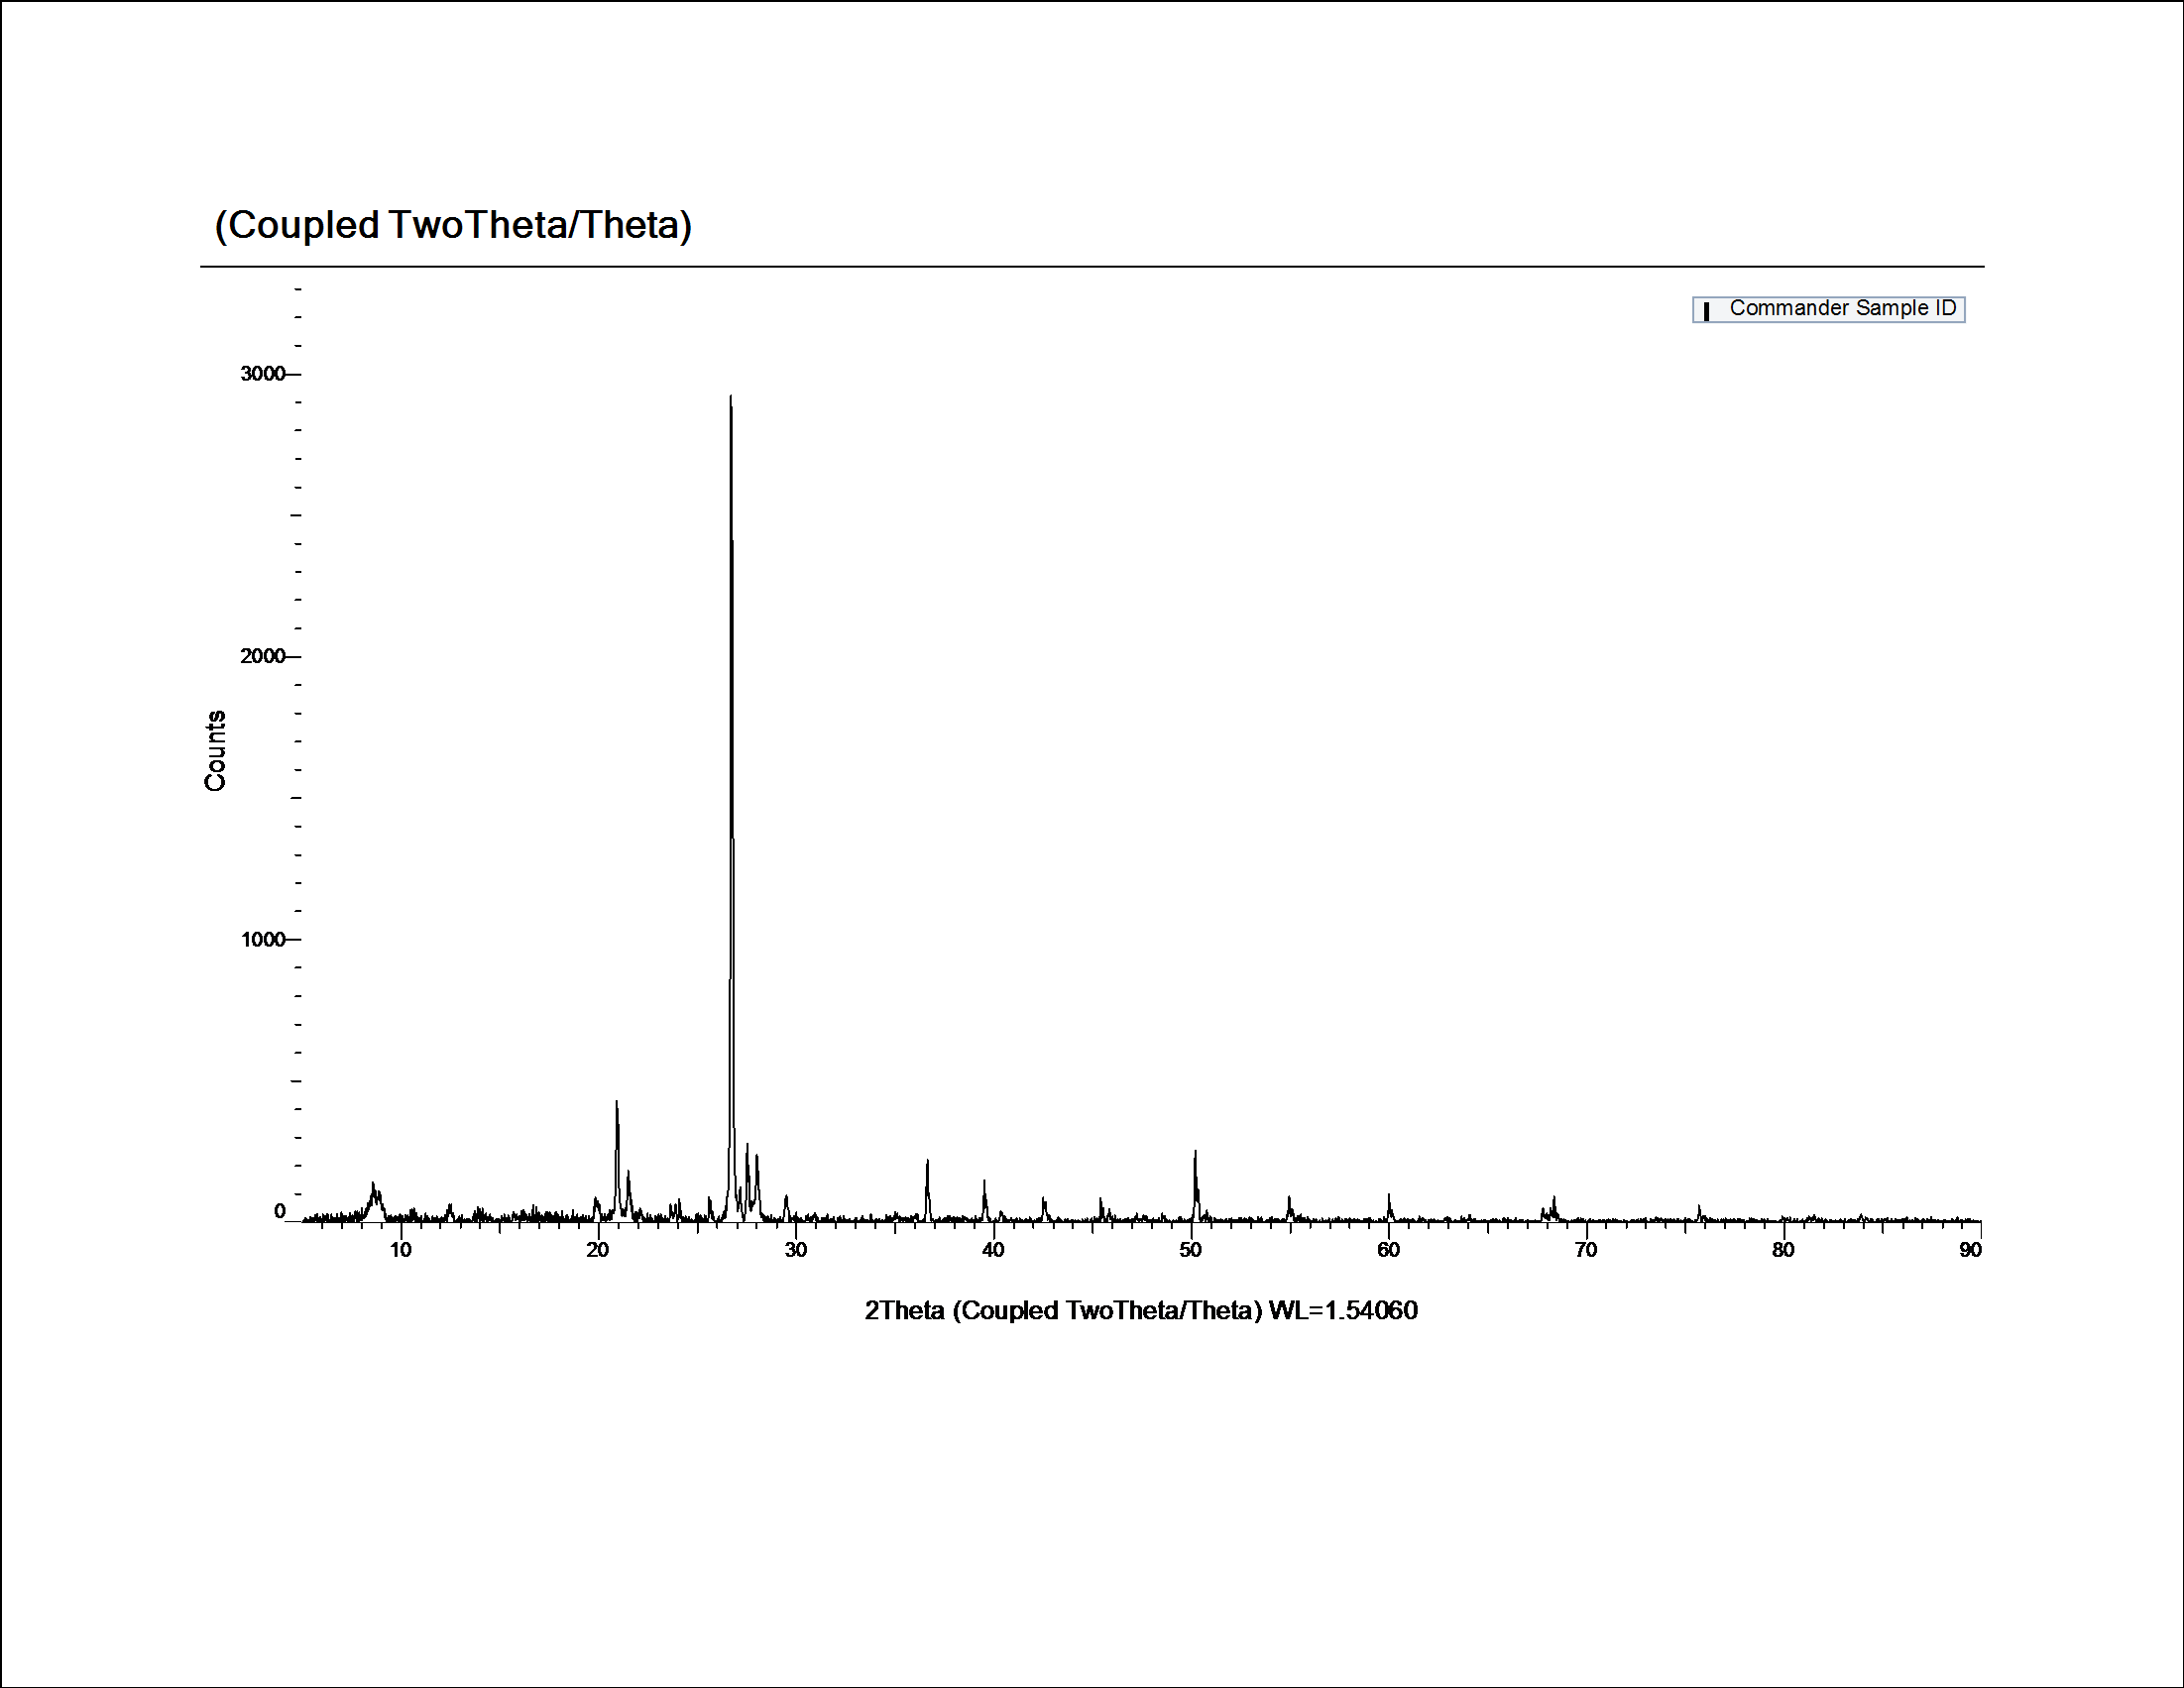 (Coupled TwoTheta/Theta)
Commander Sample ID
3000
2000
1000
0
Counts
10 20 30 40 50 60 70 80 90
2Theta (Coupled TwoTheta/Theta) WL=1.54060